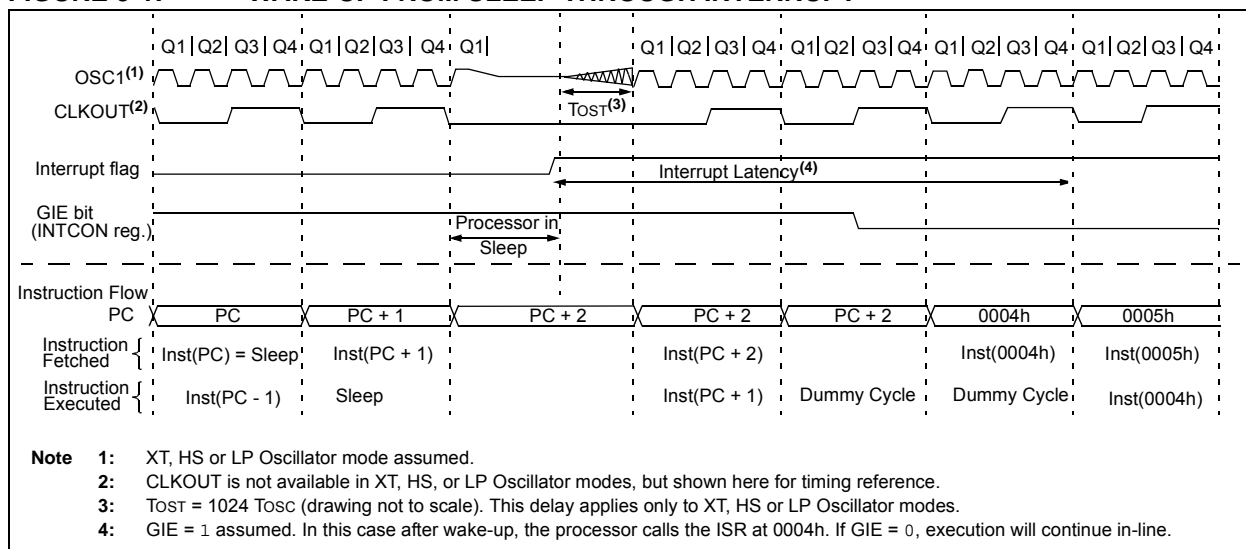 Q1 Q2 Q3 Q4 Q1 Q2 Q3 Q4 Q1 Q1 Q2 Q3 Q4 Q1 Q2 Q3 Q4 Q1 Q2 Q3 Q4 Q1 Q2 Q3 Q4
OSC1(1)
TOST(3)
CLKOUT(2)
Interrupt flag
Interrupt Latency(4)
GIE bit
(INTCON reg.)
Processor in
Sleep
Instruction Flow
PC PC PC + 1 PC + 2 PC + 2 PC + 2 0004h 0005h
Instruction
Fetched { Inst(PC) = Sleep Inst(PC + 1) Inst(PC + 2) Inst(0004h) Inst(0005h)
Instruction
Executed { Inst(PC - 1) Sleep Inst(PC + 1) Dummy Cycle Dummy Cycle Inst(0004h)
Note 1: XT, HS or LP Oscillator mode assumed.
2: CLKOUT is not available in XT, HS, or LP Oscillator modes, but shown here for timing reference.
3: TOST = 1024 TOSC (drawing not to scale). This delay applies only to XT, HS or LP Oscillator modes.
4: GIE = 1 assumed. In this case after wake-up, the processor calls the ISR at 0004h. If GIE = 0, execution will continue in-line.